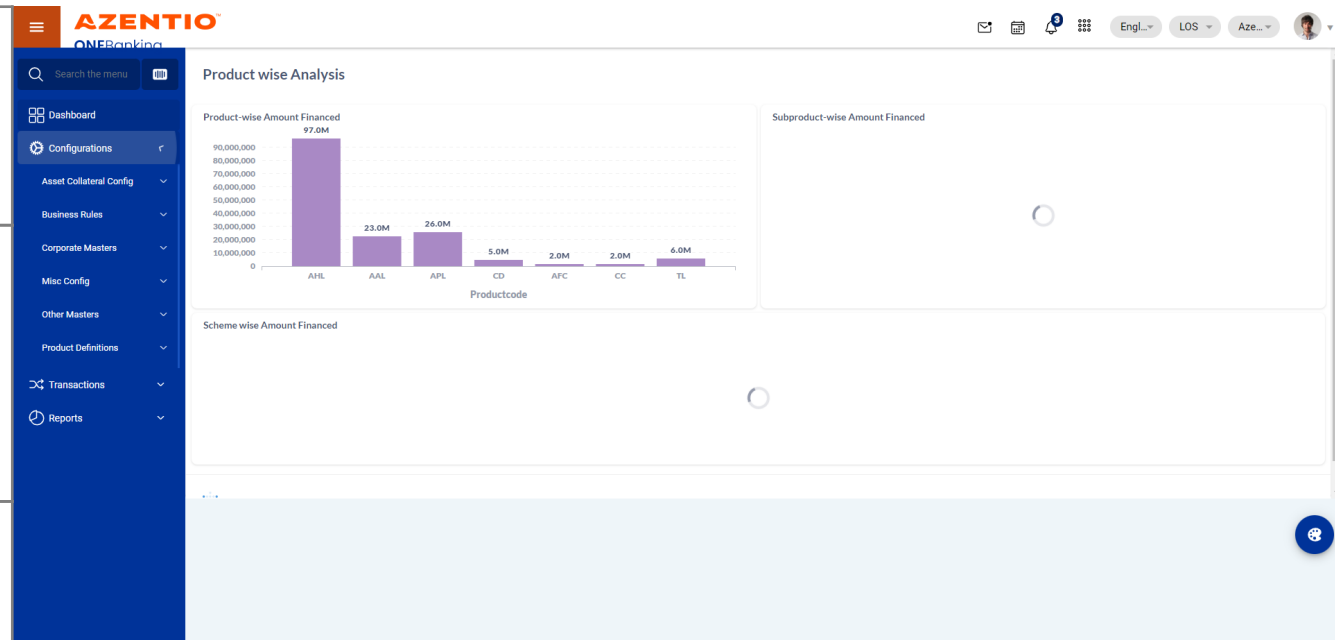 AZENTIO
ONEBanking
3
Engl...
LOS
Aze...
Search the menu
Dashboard
Configurations
Asset Collateral Config
Business Rules
Corporate Masters
Misc Config
Other Masters
Product Definitions
Transactions
Reports
Product wise Analysis
Product-wise Amount Financed
97.0M
90,000,000
80,000,000
70,000,000
60,000,000
50,000,000
40,000,000
30,000,000
20,000,000
10,000,000
0
23.0M
26.0M
5.0M
2.0M
2.0M
6.0M
AHL AAL APL CD AFC CC TL
Productcode
Subproduct-wise Amount Financed
Scheme wise Amount Financed